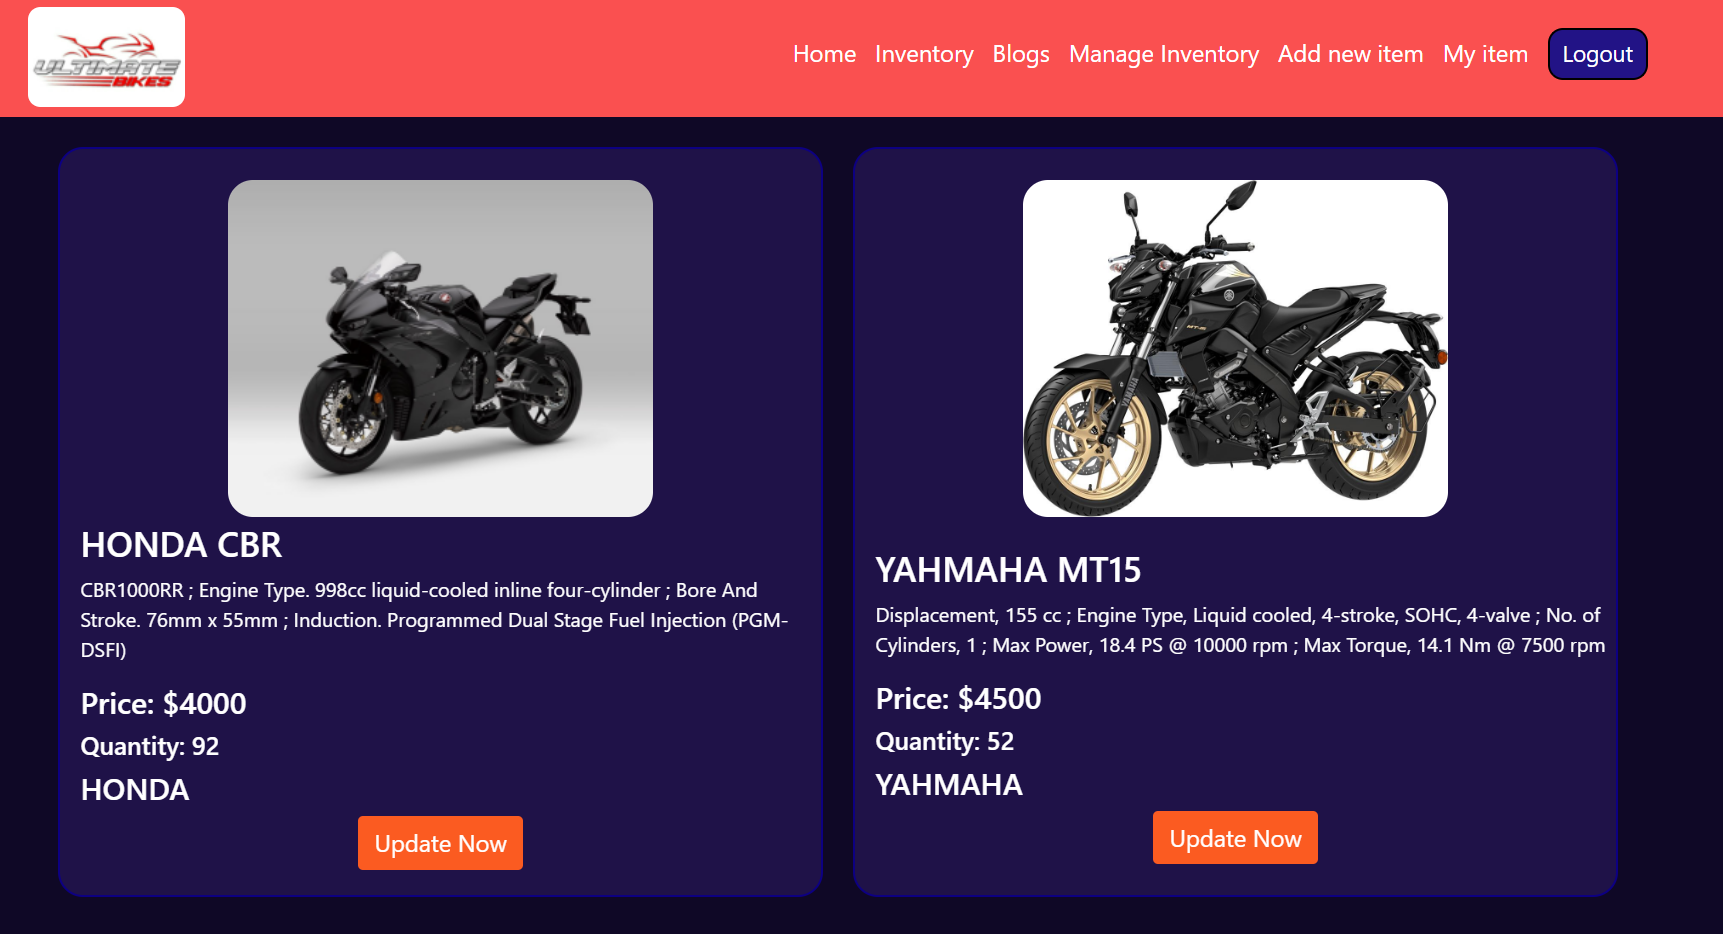 ULTIMATE
BIKES
Home Inventory Blogs Manage Inventory Add new item My item Logout
HONDA CBR
CBR1000RR ; Engine Type. 998cc liquid-cooled inline four-cylinder ; Bore And
Stroke. 76mm x 55mm ; Induction. Programmed Dual Stage Fuel Injection (PGM-
DSFI)
Price: $4000
Quantity: 92
HONDA
Update Now
MT-15
YAMAHA
YAHMAHA MT15
Displacement, 155 cc ; Engine Type, Liquid cooled, 4-stroke, SOHC, 4-valve ; No. of
Cylinders, 1 ; Max Power, 18.4 PS @ 10000 rpm ; Max Torque, 14.1 Nm @ 7500 rpm
Price: $4500
Quantity: 52
YAHMAHA
Update Now